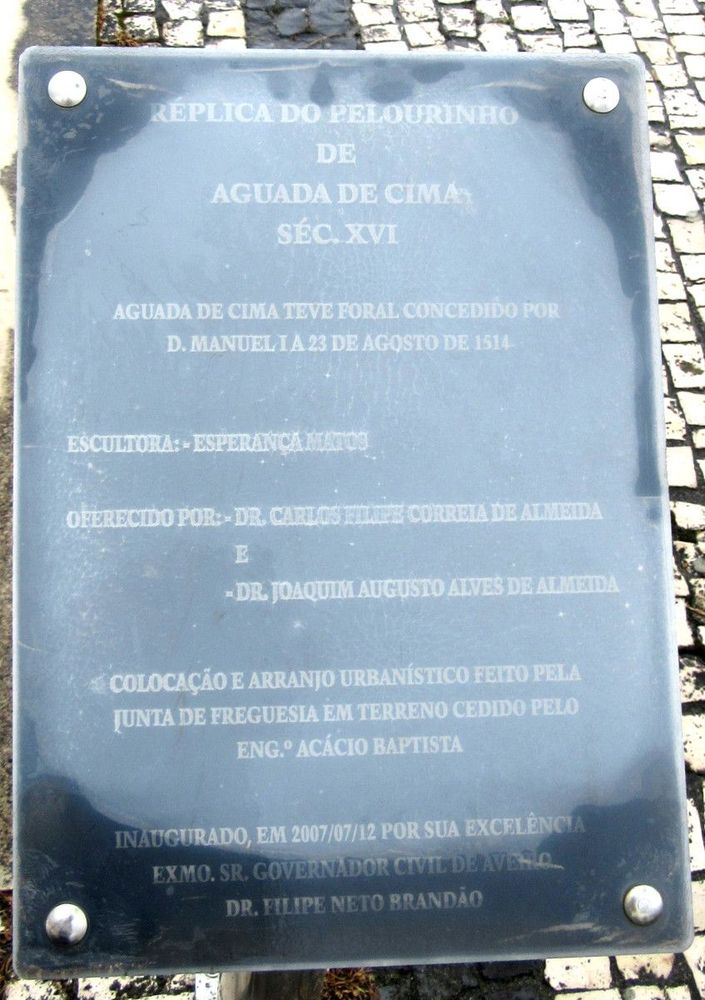 RÉPLICA DO PELOURINHO
DE
AGUADA DE CIMA
SÉC. XVI
AGUADA DE CIMA TEVE FORAL CONCEDIDO POR
D. MANUEL I A 23 DE AGOSTO DE 1514
ESCULTORA: - ESPERANÇA MATOS
OFERECIDO POR: - DR. CARLOS FILIPE CORREIA DE ALMEIDA
E
- DR. JOAQUIM AUGUSTO ALVES DE ALMEIDA
COLOCAÇÃO E ARRANJO URBANÍSTICO FEITO PELA
JUNTA DE FREGUESIA EM TERRENO CEDIDO PELO
ENG.º ACÁCIO BAPTISTA
INAUGURADO, EM 2007/07/12 POR SUA EXCELÊNCIA
EXMO. SR. GOVERNADOR CIVIL DE AVEIRO
DR. FILIPE NETO BRANDÃO